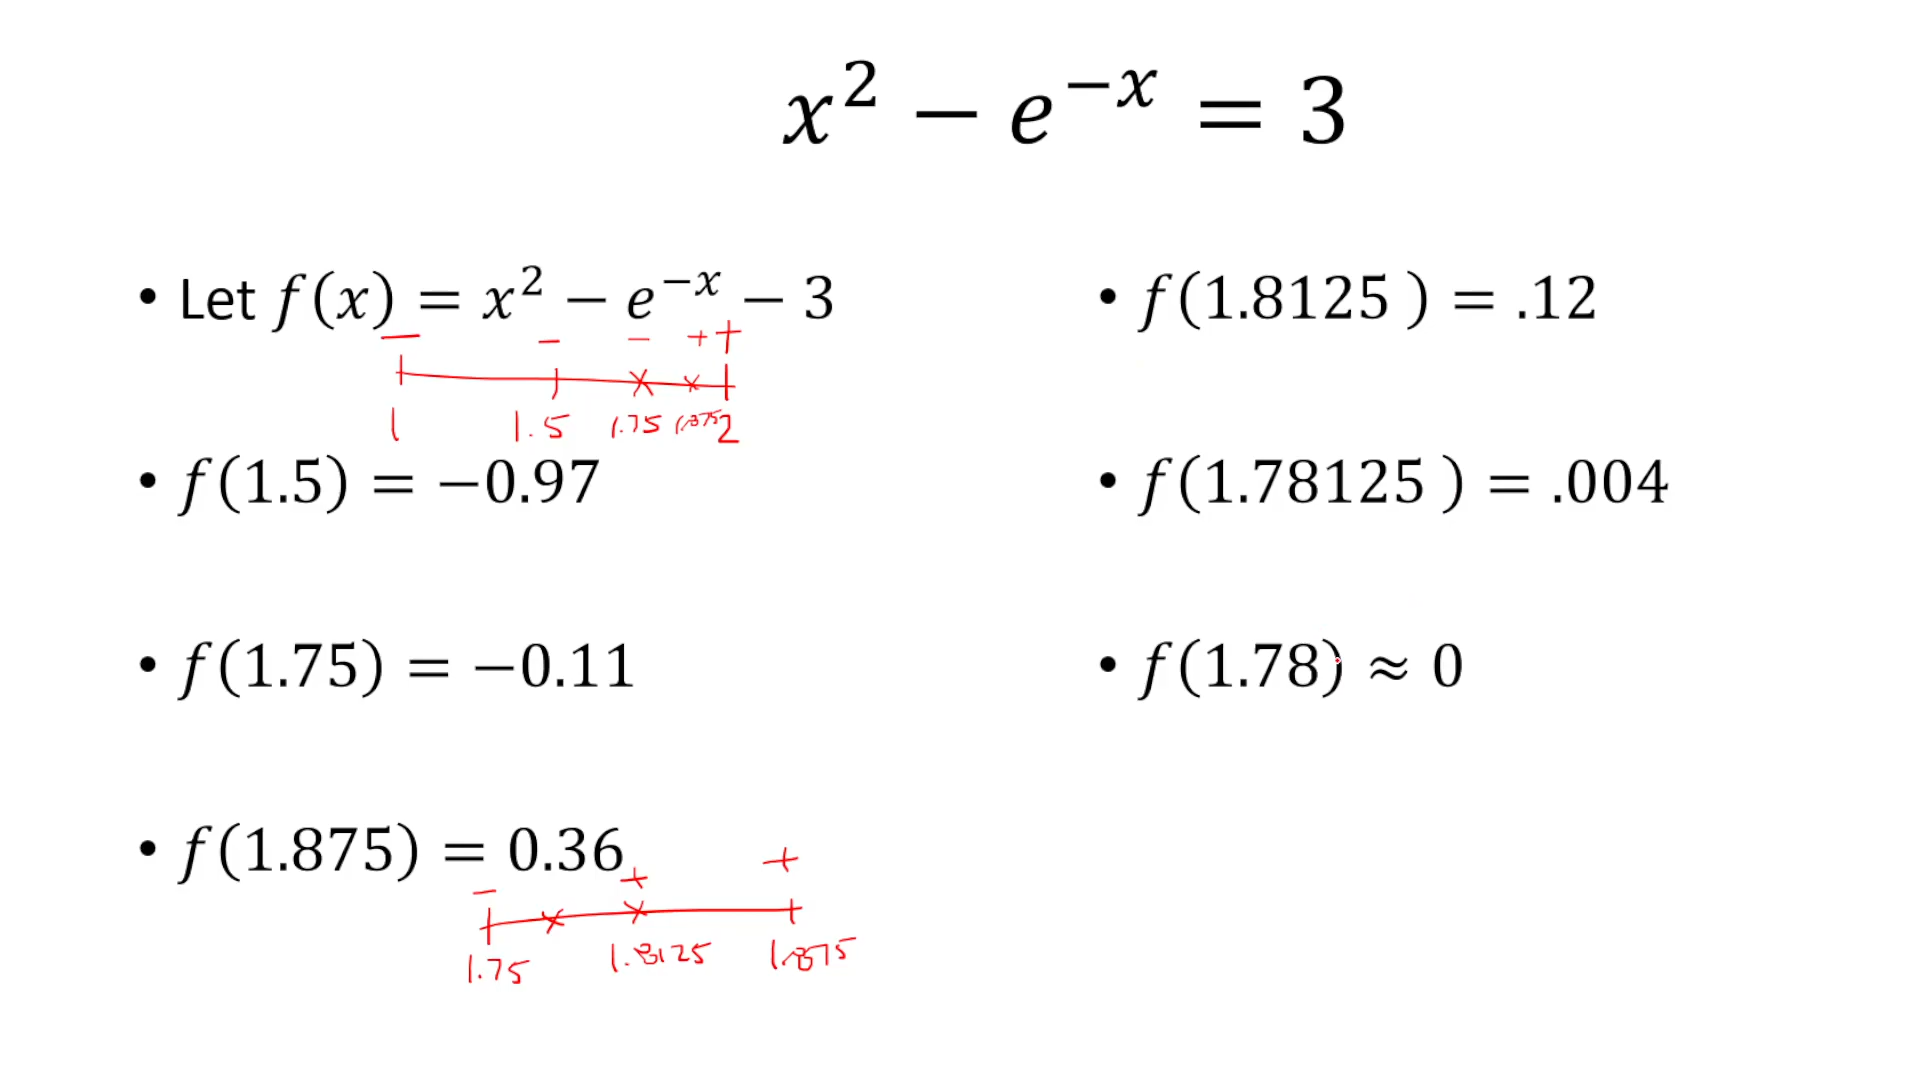 x² − e⁻ˣ = 3
• Let f(x) = x² − e⁻ˣ − 3
− − − + +
1 1.5 1.75 1.875 2
• f(1.5) = −0.97
• f(1.75) = −0.11
• f(1.875) = 0.36
− + +
1.75 1.8125 1.875
• f(1.8125 ) = .12
• f(1.78125 ) = .004
• f(1.78) ≈ 0